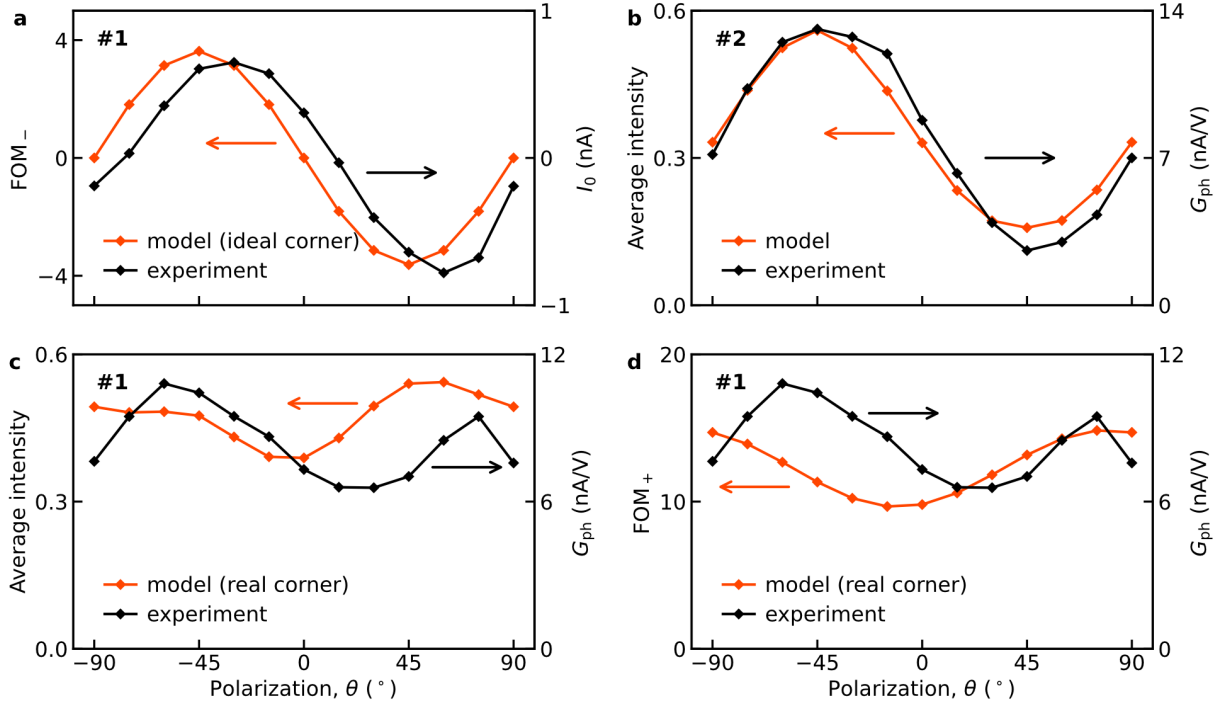 a
#1
4
0
−4
FOM₋
1
0
−1
I₀ (nA)
model (ideal corner)
experiment
b
#2
0.6
0.3
0.0
Average intensity
14
7
0
Gₚₕ (nA/V)
model
experiment
c
#1
0.6
0.3
0.0
Average intensity
12
6
0
Gₚₕ (nA/V)
model (real corner)
experiment
−90 −45 0 45 90
Polarization, θ (°)
d
#1
20
10
0
FOM₊
12
6
0
Gₚₕ (nA/V)
model (real corner)
experiment
−90 −45 0 45 90
Polarization, θ (°)